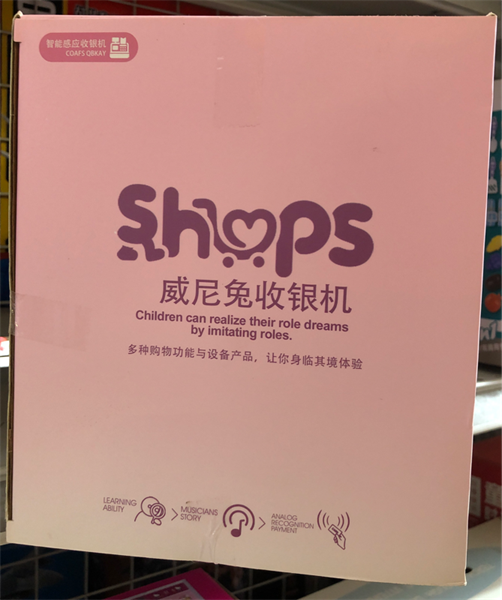 智能感应收银机
COAFS OBKAY
Shops
威尼兔收银机
Children can realize their role dreams
by imitating roles.
多种购物功能与设备产品，让你身临其境体验
LEARNING
ABILITY
MUSICIANS
STORY
ANALOG
RECOGNITION
PAYMENT